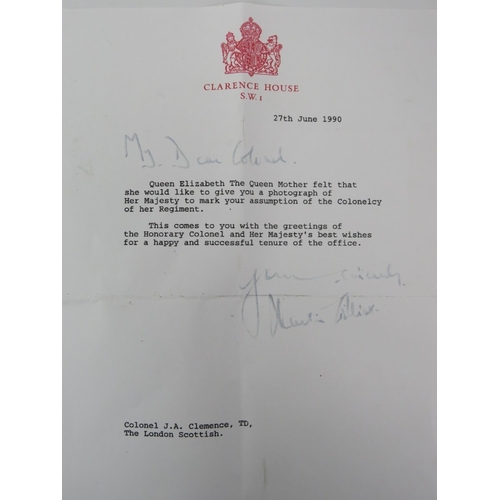 CLARENCE HOUSE
S.W.1
27th June 1990
My Dear Colonel.
Queen Elizabeth The Queen Mother felt that
she would like to give you a photograph of
Her Majesty to mark your assumption of the Colonelcy
of her Regiment.
This comes to you with the greetings of
the Honorary Colonel and Her Majesty's best wishes
for a happy and successful tenure of the office.
sincerely
Colonel J.A. Clemence, TD,
The London Scottish.